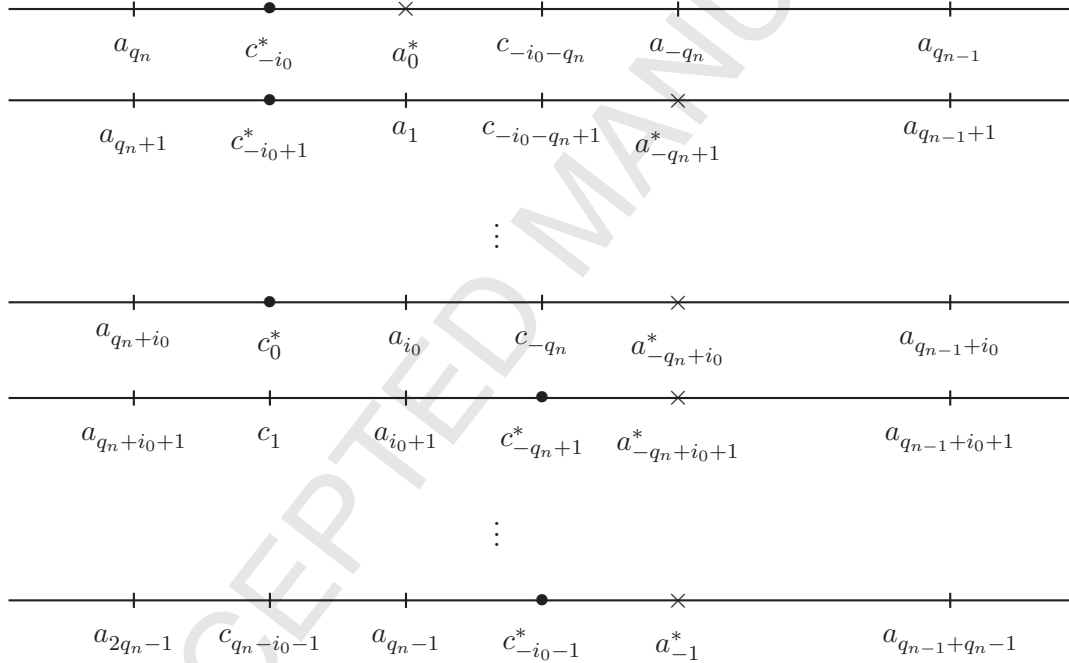 a_{q_n} c^*_{-i_0} a^*_0 c_{-i_0-q_n} a_{-q_n} a_{q_{n-1}}
a_{q_n+1} c^*_{-i_0+1} a_1 c_{-i_0-q_n+1} a^*_{-q_n+1} a_{q_{n-1}+1}
⋮
a_{q_n+i_0} c^*_0 a_{i_0} c_{-q_n} a^*_{-q_n+i_0} a_{q_{n-1}+i_0}
a_{q_n+i_0+1} c_1 a_{i_0+1} c^*_{-q_n+1} a^*_{-q_n+i_0+1} a_{q_{n-1}+i_0+1}
⋮
a_{2q_n-1} c_{q_n-i_0-1} a_{q_n-1} c^*_{-i_0-1} a^*_{-1} a_{q_{n-1}+q_n-1}
CEPTED MANU